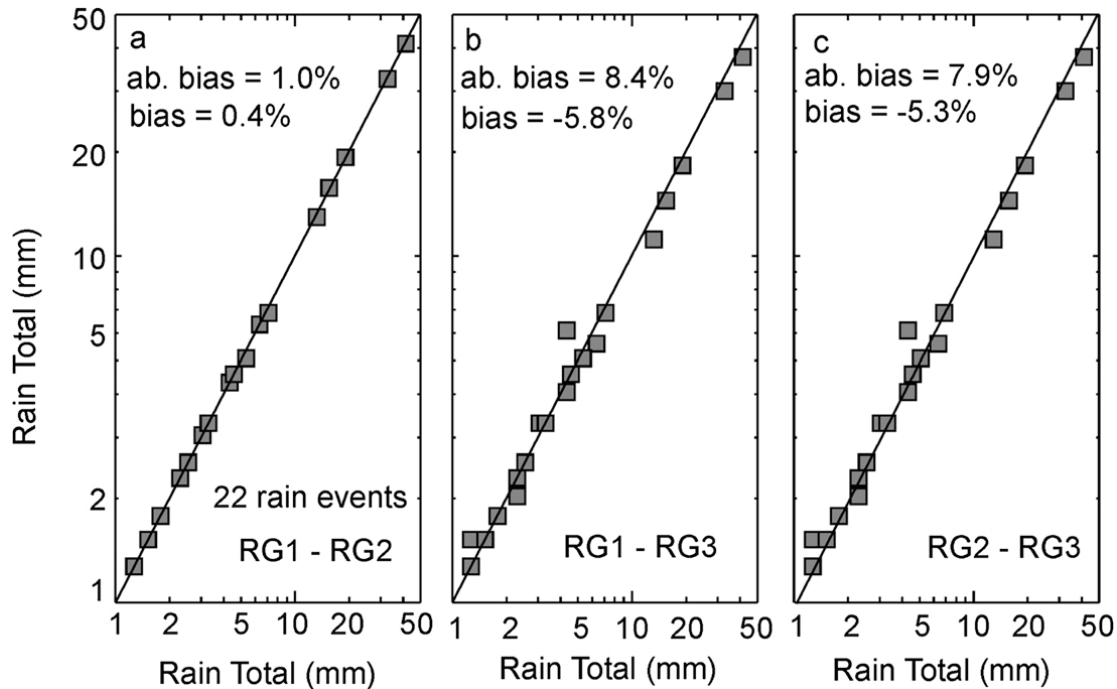 Rain Total (mm)
50
20
10
5
2
1
a
ab. bias = 1.0%
bias = 0.4%
22 rain events
RG1 - RG2
1 2 5 10 20 50
Rain Total (mm)
b
ab. bias = 8.4%
bias = -5.8%
RG1 - RG3
1 2 5 10 20 50
Rain Total (mm)
c
ab. bias = 7.9%
bias = -5.3%
RG2 - RG3
1 2 5 10 20 50
Rain Total (mm)